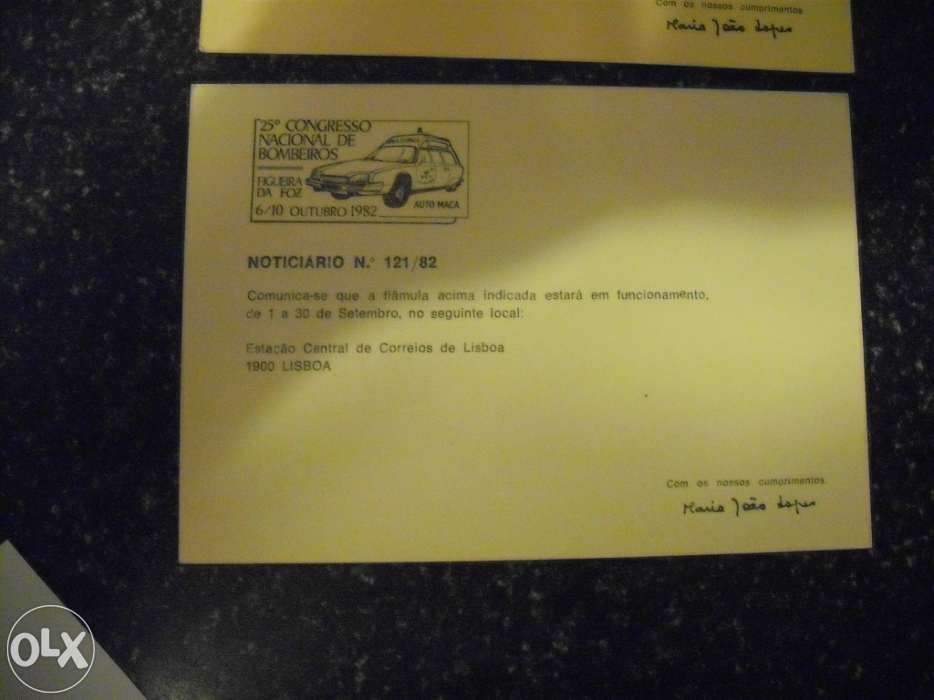 Com os nossos cumprimentos
Maria João Lopes
25º CONGRESSO
NACIONAL DE
BOMBEIROS
FIGUEIRA
DA FOZ
AUTO MACA
6/10 OUTUBRO 1982
NOTICIÁRIO N.º 121/82
Comunica-se que a flâmula acima indicada estará em funcionamento,
de 1 a 30 de Setembro, no seguinte local:
Estação Central de Correios de Lisboa
1900 LISBOA
Com os nossos cumprimentos
Maria João Lopes
OLX